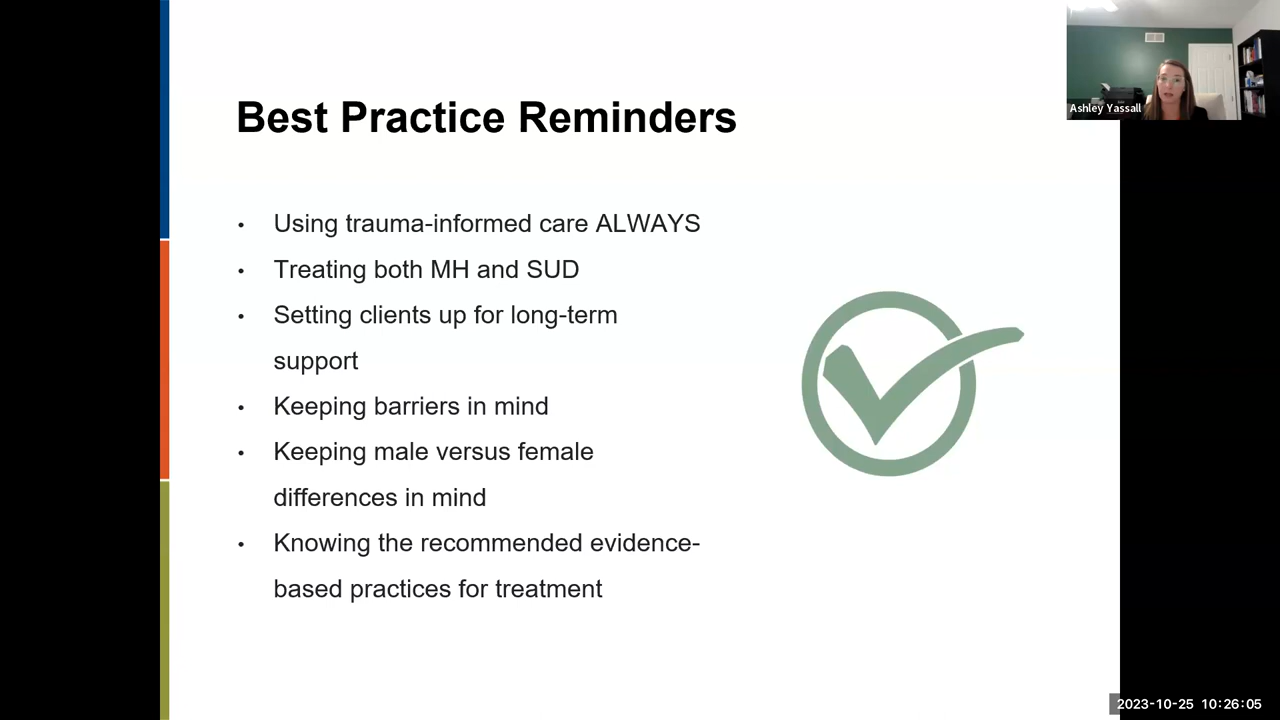 Best Practice Reminders
• Using trauma-informed care ALWAYS
• Treating both MH and SUD
• Setting clients up for long-term
support
• Keeping barriers in mind
• Keeping male versus female
differences in mind
• Knowing the recommended evidence-
based practices for treatment
Ashley Yassall
2023-10-25 10:26:05